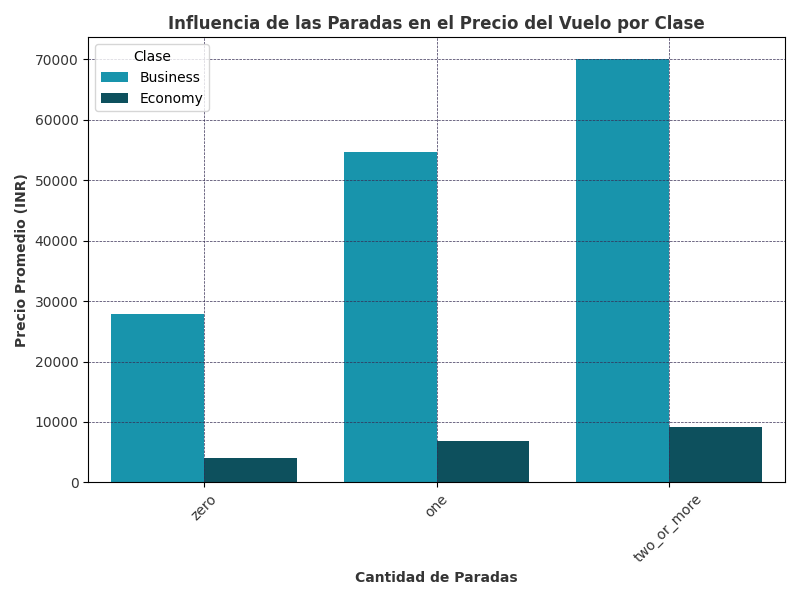 Influencia de las Paradas en el Precio del Vuelo por Clase
Clase
Business
Economy
Precio Promedio (INR)
70000
60000
50000
40000
30000
20000
10000
0
zero
one
two_or_more
Cantidad de Paradas